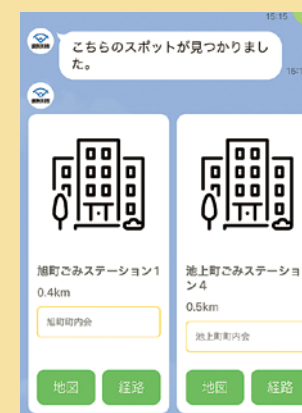 15:15
こちらのスポットが見つかりまし
た。
旭町ごみステーション1
0.4km
旭町町内会
地図
経路
池上町ごみステーショ
ン4
0.5km
池上町町内会
地図
経路